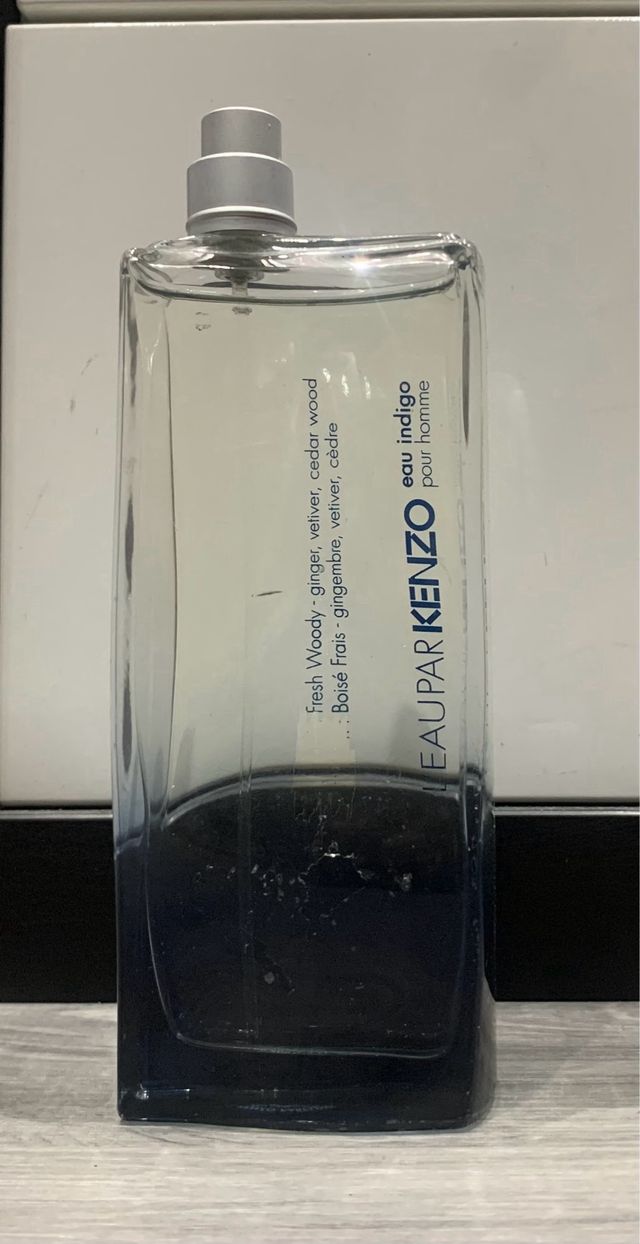 Fresh Woody - ginger, vetiver, cedar wood
Boisé Frais - gingembre, vetiver, cèdre
L'EAU PAR KENZO eau indigo
pour homme